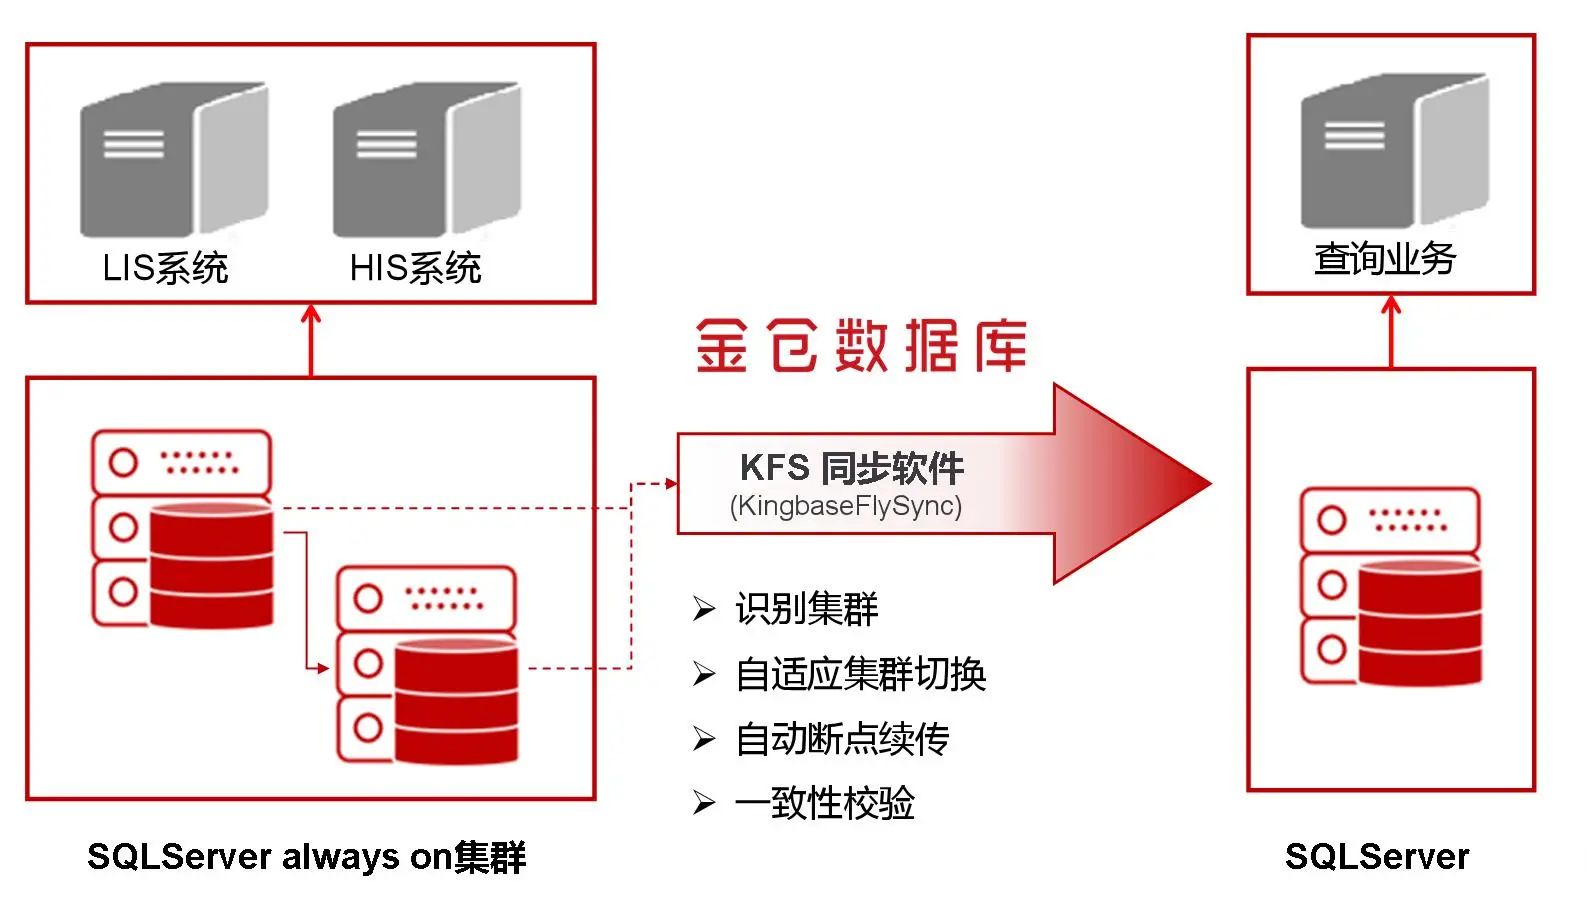 LIS系统
HIS系统
查询业务
金仓数据库
KFS 同步软件
(KingbaseFlySync)
识别集群
自适应集群切换
自动断点续传
一致性校验
SQLServer always on集群
SQLServer